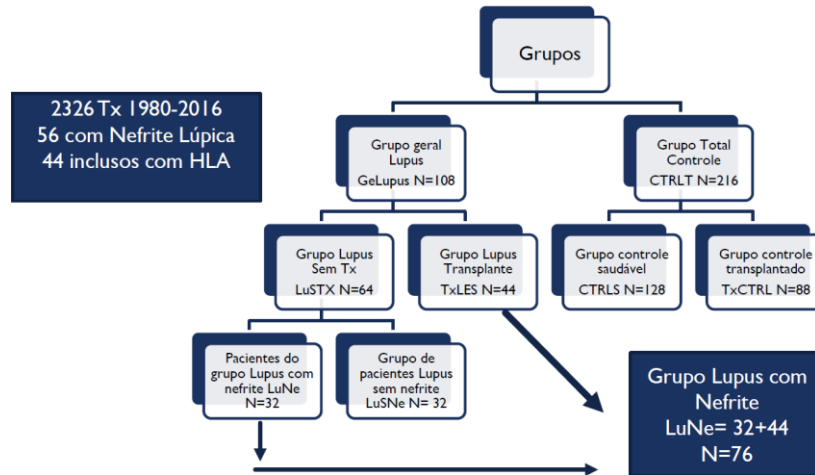 Grupos
2326 Tx 1980-2016
56 com Nefrite Lúpica
44 inclusos com HLA
Grupo geral
Lupus
GeLupus N=108
Grupo Total
Controle
CTRLT N=216
Grupo Lupus
Sem Tx
LuSTX N=64
Grupo Lupus
Transplante
TxLES N=44
Grupo controle
saudável
CTRLS N=128
Grupo controle
transplantado
TxCTRL N=88
Pacientes do
grupo Lupus com
nefrite LuNe
N=32
Grupo de
pacientes Lupus
sem nefrite
LuSNe N= 32
Grupo Lupus com
Nefrite
LuNe= 32+44
N=76